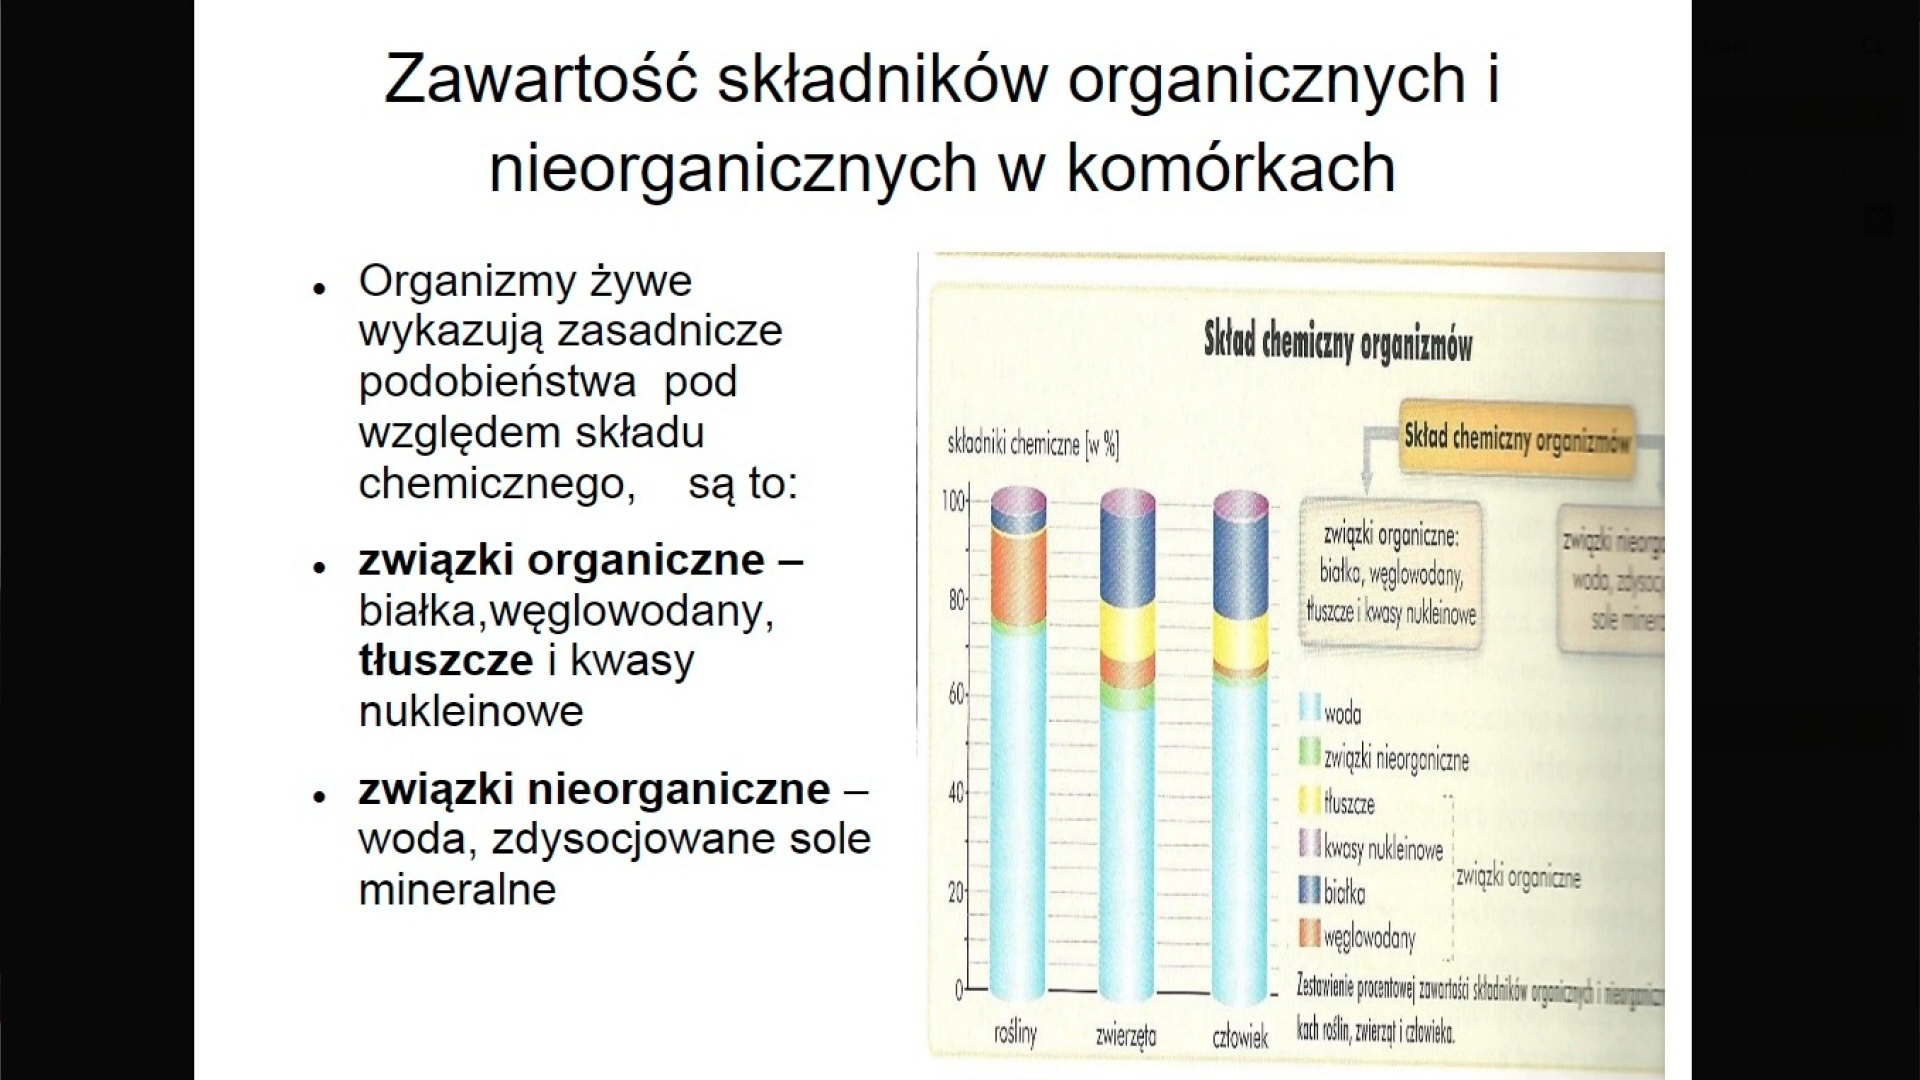 Zawartość składników organicznych i
nieorganicznych w komórkach
Organizmy żywe
wykazują zasadnicze
podobieństwa pod
względem składu
chemicznego, są to:
związki organiczne –
białka,węglowodany,
tłuszcze i kwasy
nukleinowe
związki nieorganiczne –
woda, zdysocjowane sole
mineralne
Skład chemiczny organizmów
składniki chemiczne [w %]
100
80
60
40
20
0
rośliny
zwierzęta
człowiek
Skład chemiczny organizmów
związki organiczne:
białka, węglowodany,
tłuszcze i kwasy nukleinowe
związki
woda,
sole
woda
związki nieorganiczne
tłuszcze
kwasy nukleinowe
białka
węglowodany
związki organiczne
Zestawienie procentowej zawartości składników organicznych i
kach roślin, zwierząt i człowieka.